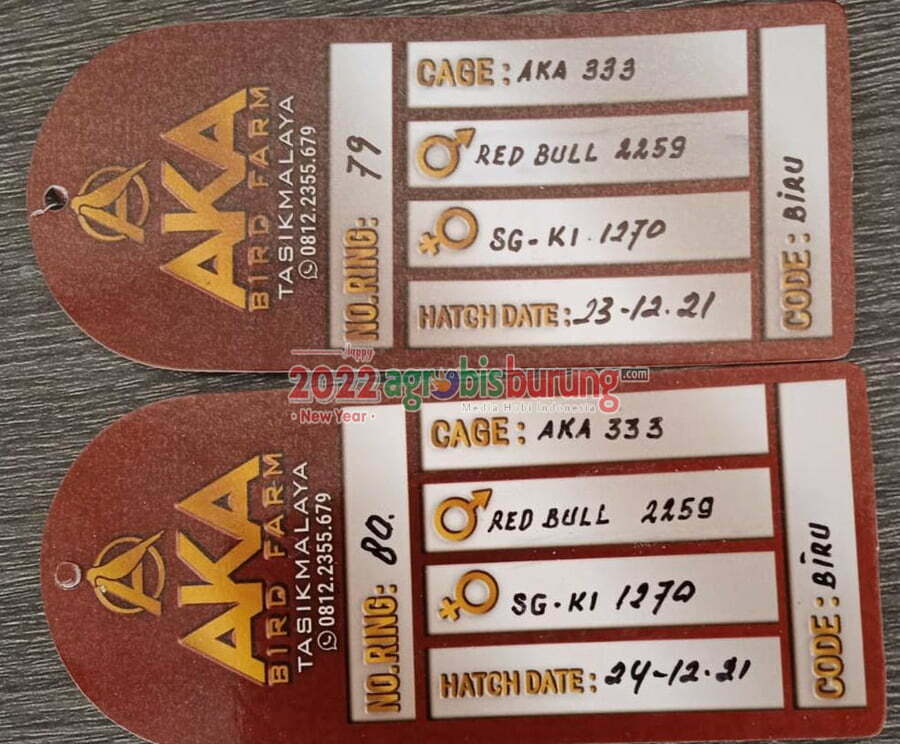 AKA
BIRD FARM
TASIKMALAYA
0812.2355.679
NO.RING: 79
CAGE : AKA 333
RED BULL 2259
SG-KI.1270
HATCH DATE : 23-12.21
CODE : BIRU
Happy
2022
New Year
agrobisburung.com
Media Hobi Indonesia
AKA
BIRD FARM
TASIKMALAYA
0812.2355.679
NO.RING: 80.
CAGE : AKA 333
RED BULL 2259
SG-KI 1270
HATCH DATE : 24-12.21
CODE : BIRU